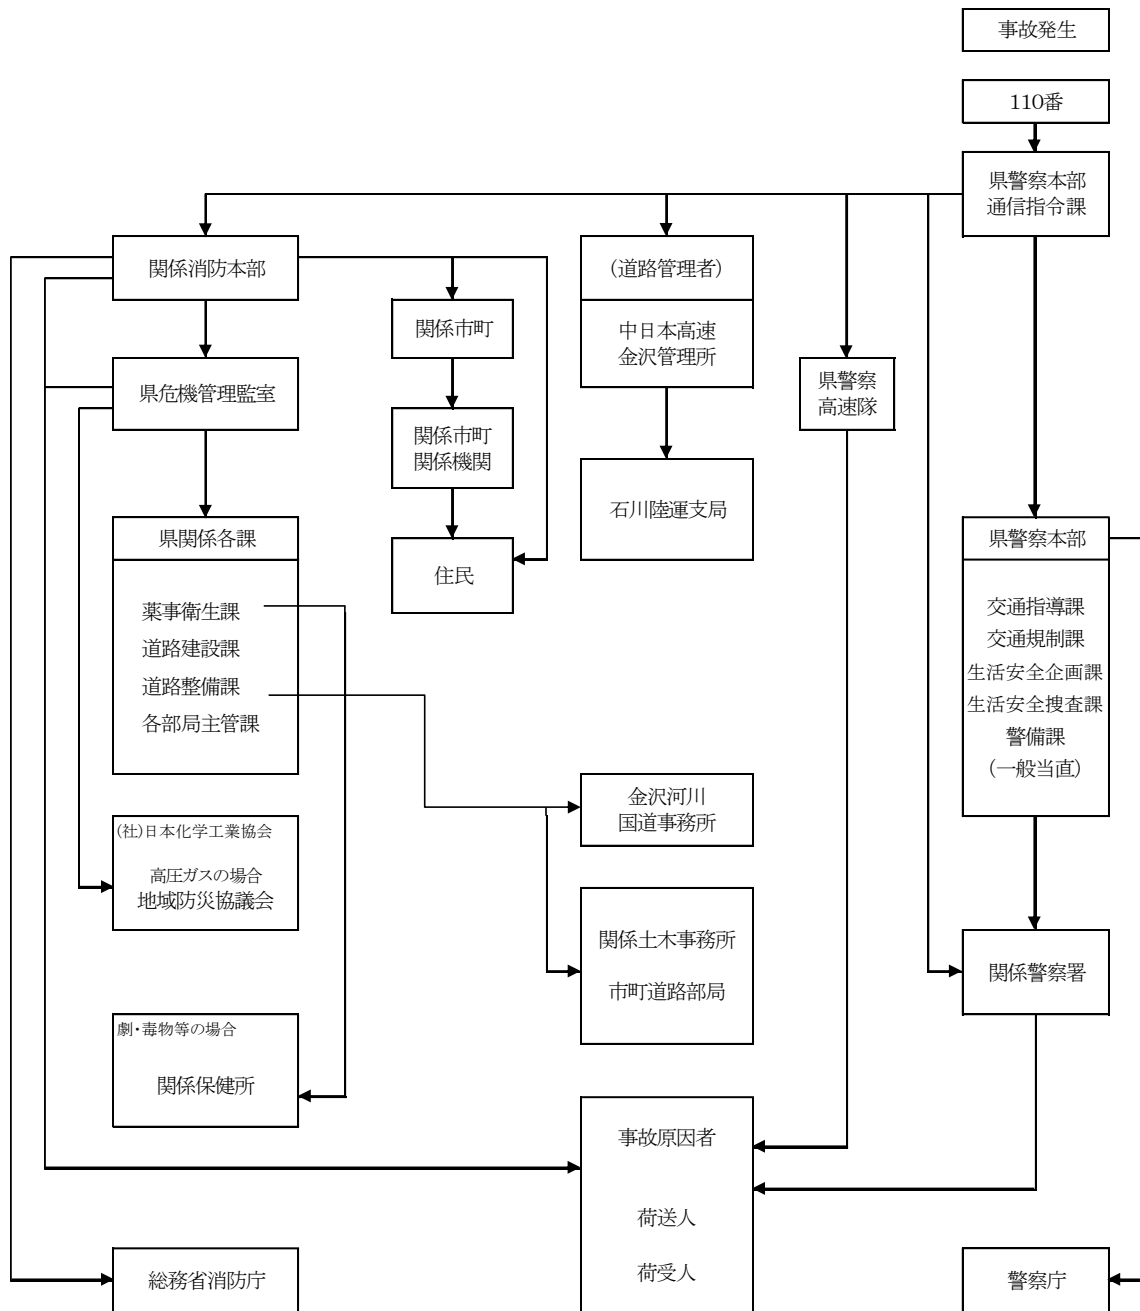 事故発生
110番
県警察本部
通信指令課
関係消防本部
(道路管理者)
中日本高速
金沢管理所
関係市町
県危機管理監室
県警察
高速隊
関係市町
関係機関
石川陸運支局
県関係各課
薬事衛生課
道路建設課
道路整備課
各部局主管課
住民
県警察本部
交通指導課
交通規制課
生活安全企画課
生活安全捜査課
警備課
(一般当直)
金沢河川
国道事務所
(社)日本化学工業協会
高圧ガスの場合
地域防災協議会
関係土木事務所
市町道路部局
関係警察署
劇・毒物等の場合
関係保健所
事故原因者
荷送人
荷受人
総務省消防庁
警察庁